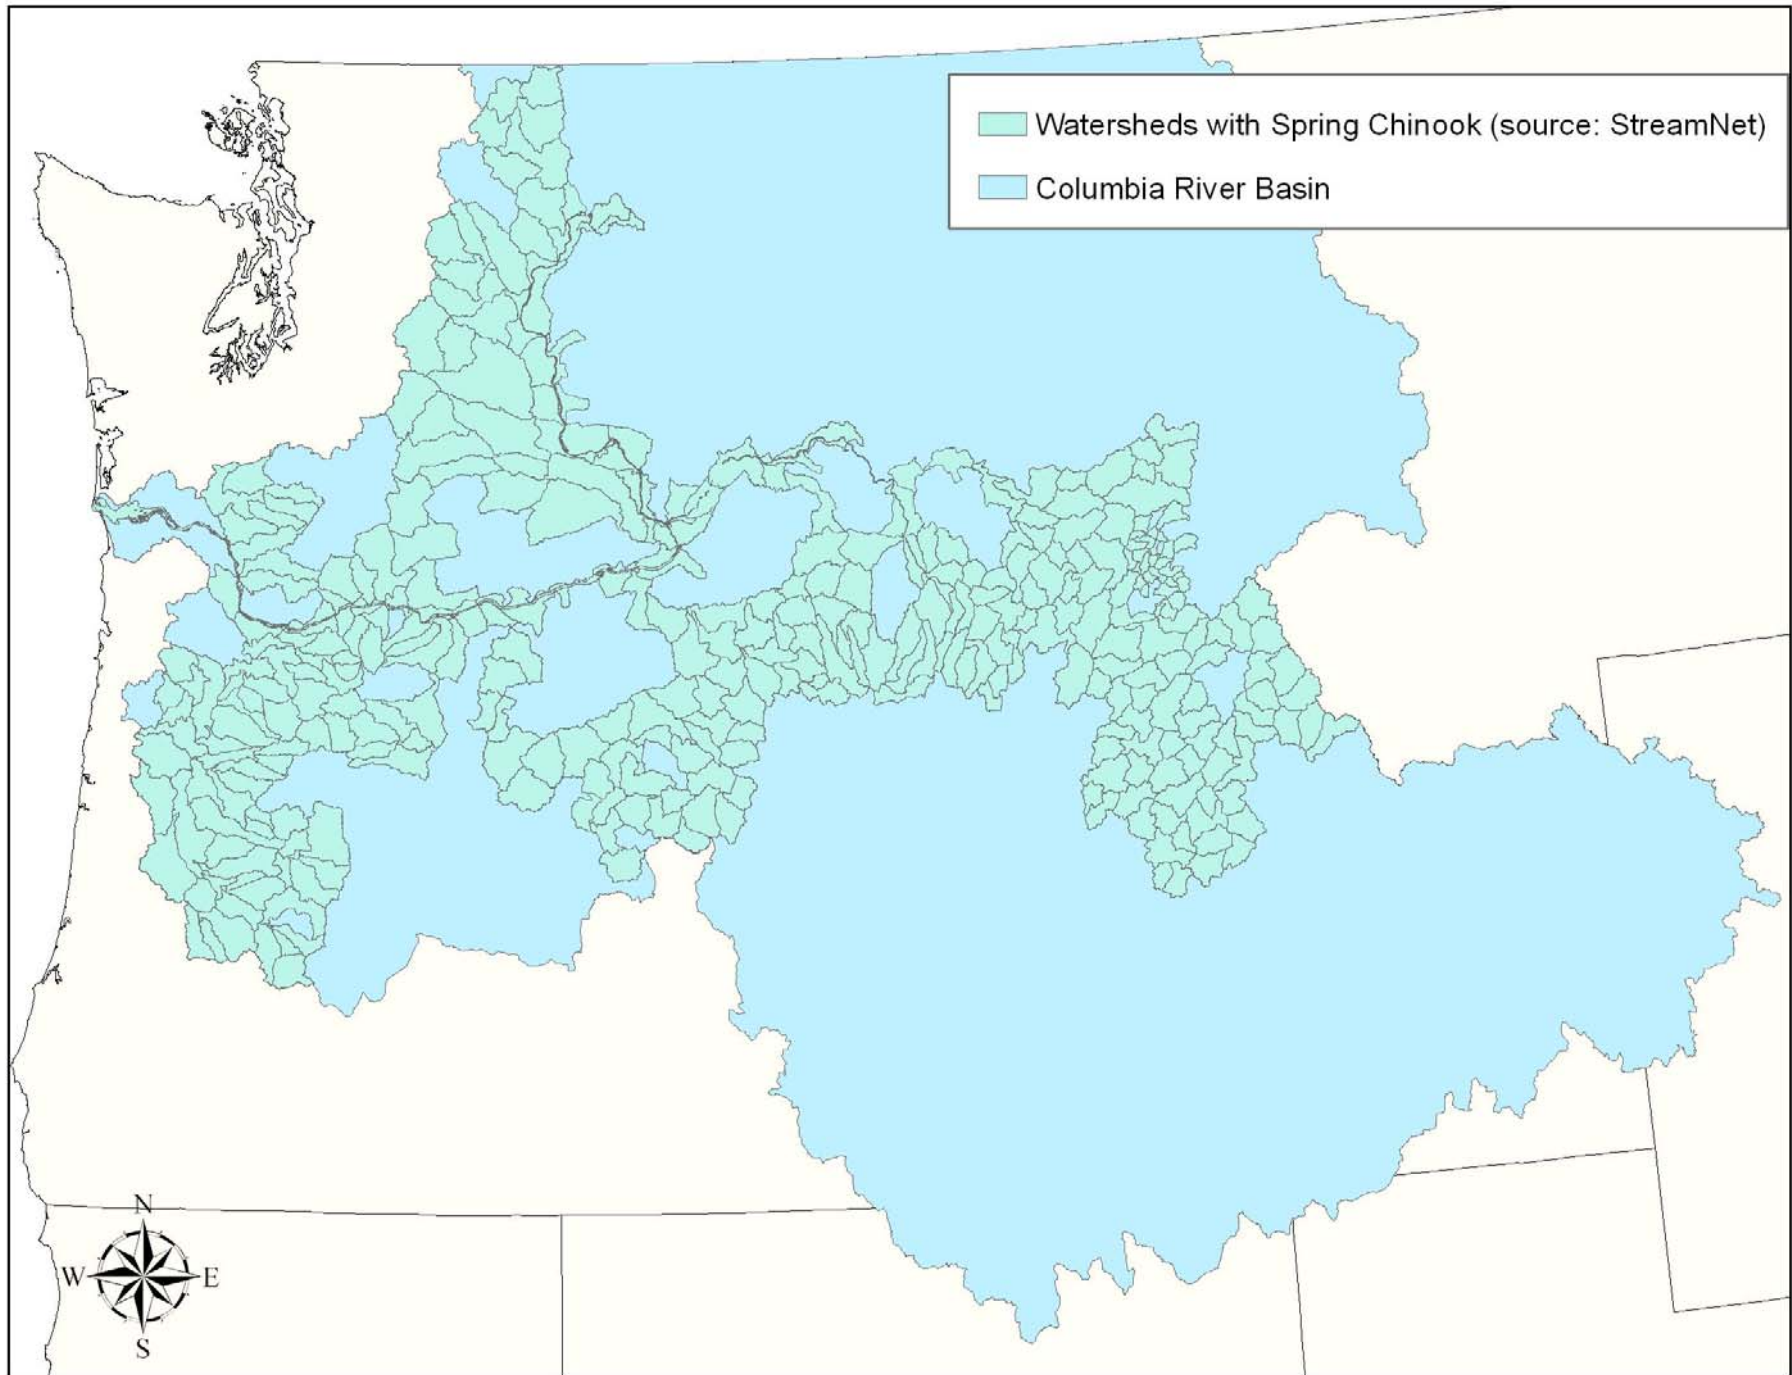 Watersheds with Spring Chinook (source: StreamNet)
Columbia River Basin
N
W E
S